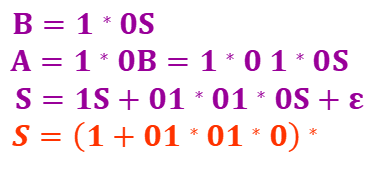 B = 1 * 0S
A = 1 * 0B = 1 * 0 1 * 0S
S = 1S + 01 * 01 * 0S + ε
S = (1 + 01 * 01 * 0) *